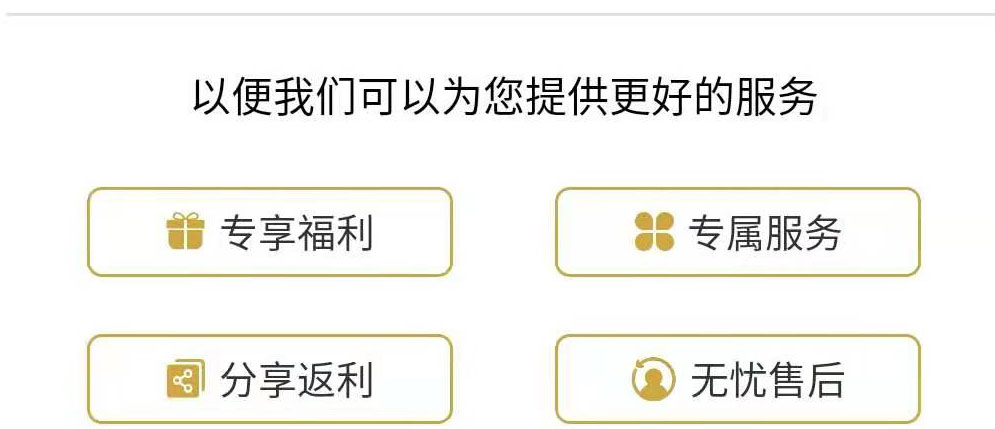 以便我们可以为您提供更好的服务
专享福利
专属服务
分享返利
无忧售后